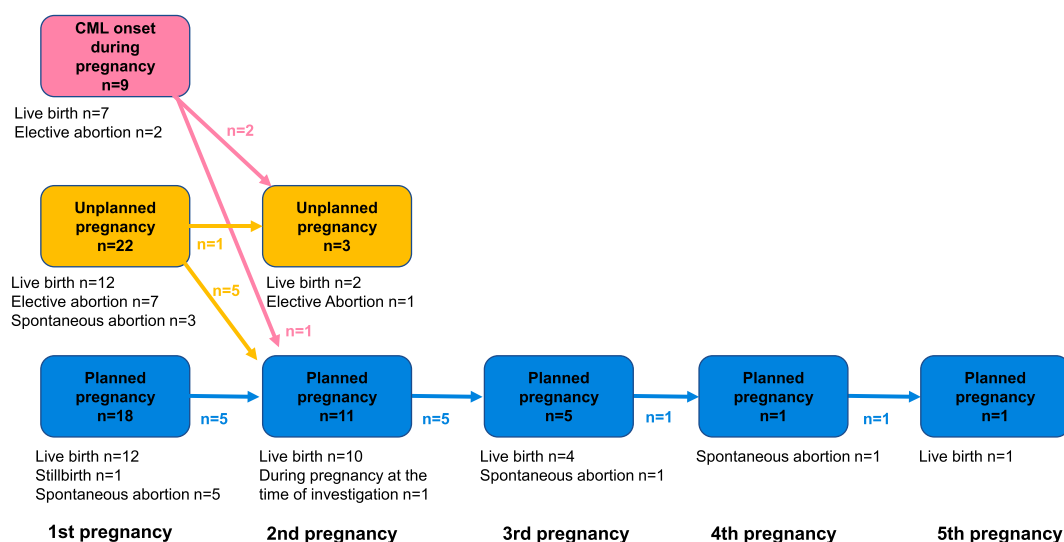 CML onset
during
pregnancy
n=9
Live birth n=7
Elective abortion n=2
n=2
Unplanned
pregnancy
n=22
n=1
Unplanned
pregnancy
n=3
Live birth n=12
Elective abortion n=7
Spontaneous abortion n=3
n=5
Live birth n=2
Elective Abortion n=1
n=1
Planned
pregnancy
n=18
n=5
Planned
pregnancy
n=11
n=5
Planned
pregnancy
n=5
n=1
Planned
pregnancy
n=1
n=1
Planned
pregnancy
n=1
Live birth n=12
Stillbirth n=1
Spontaneous abortion n=5
Live birth n=10
During pregnancy at the
time of investigation n=1
Live birth n=4
Spontaneous abortion n=1
Spontaneous abortion n=1
Live birth n=1
1st pregnancy
2nd pregnancy
3rd pregnancy
4th pregnancy
5th pregnancy